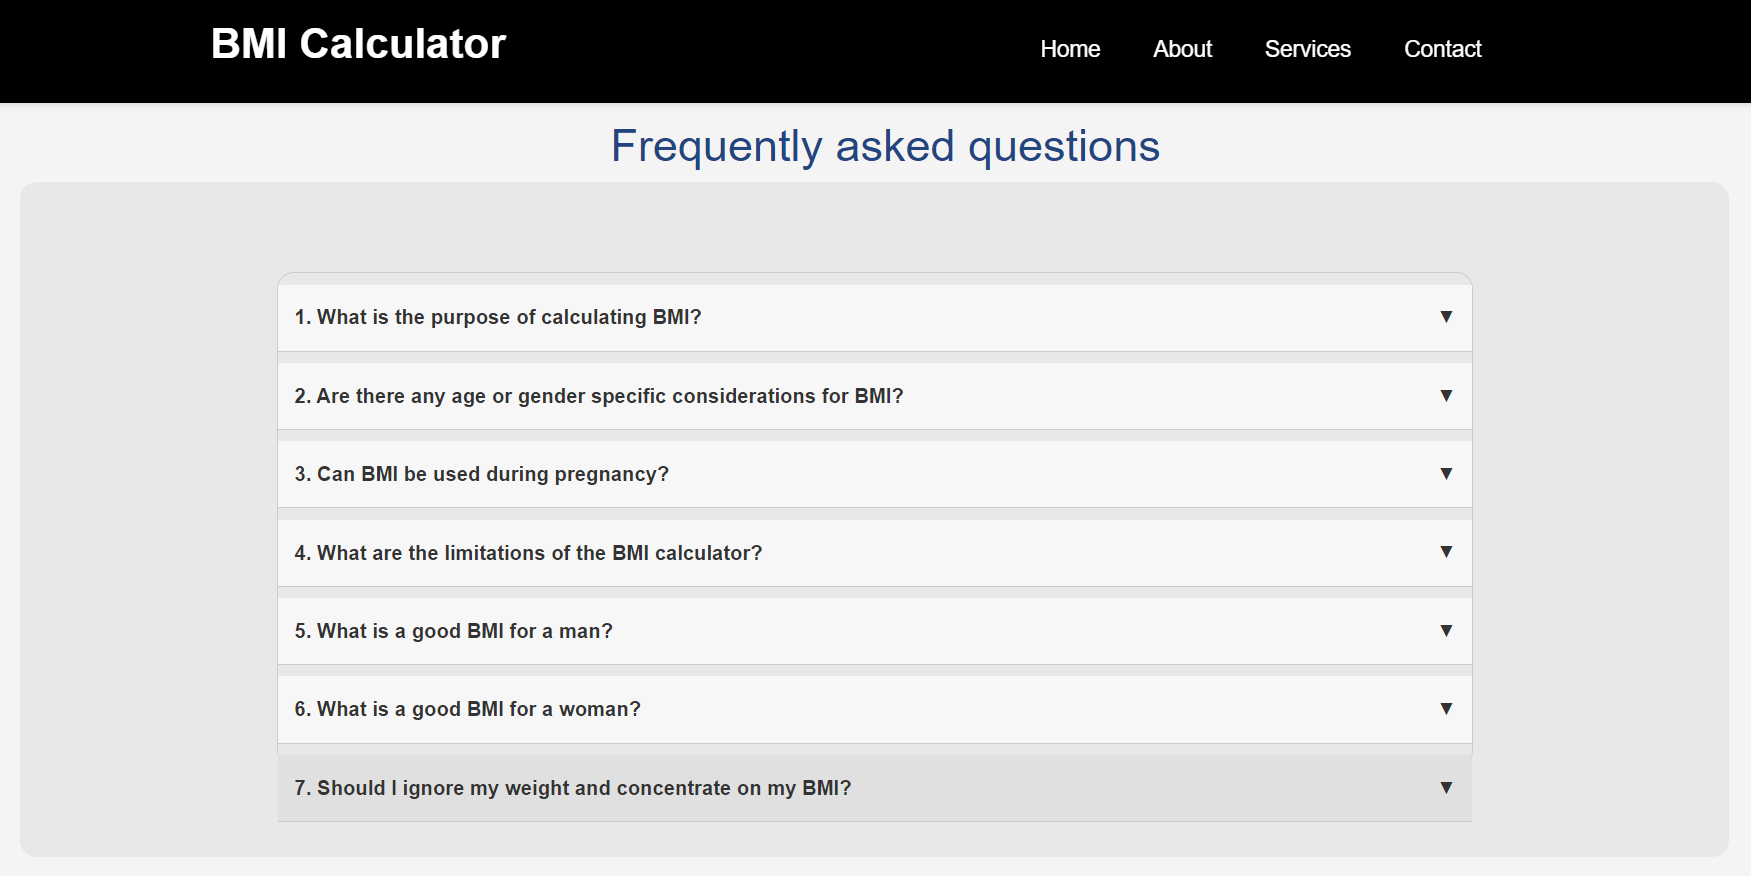 BMI Calculator
Home About Services Contact
Frequently asked questions
1. What is the purpose of calculating BMI? ▼
2. Are there any age or gender specific considerations for BMI? ▼
3. Can BMI be used during pregnancy? ▼
4. What are the limitations of the BMI calculator? ▼
5. What is a good BMI for a man? ▼
6. What is a good BMI for a woman? ▼
7. Should I ignore my weight and concentrate on my BMI? ▼